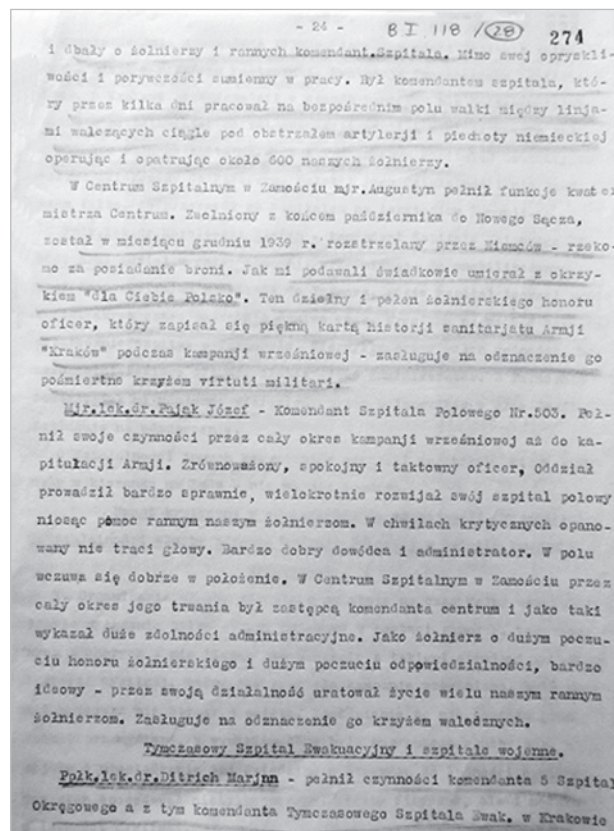 - 24 - B I 118 / 28 274
i dbały o żołnierzy i rannych komendant.Szpitala. Mimo swej opryskli-
wości i porywczości sumienny w pracy. Był komendantem szpitala, któ-
ry przez kilka dni pracował na bezpośrednim polu walki między linja-
mi walczących ciągle pod obstrzałem artylerji i piechoty niemieckiej
operując i opatrując około 600 naszych żołnierzy.
W Centrum Szpitalnym w Zamościu mjr.Augustyn pełnił funkcje kwater
mistrza Centrum. Zwolniony z końcem października do Nowego Sącza,
został w miesiącu grudniu 1939 r. rozstrzelany przez Niemców - rzeko-
mo za posiadanie broni. Jak mi podawali świadkowie umierał z okrzy-
kiem "dla Ciebie Polsko". Ten dzielny i pełen żołnierskiego honoru
oficer, który zapisał się piękną kartą historji sanitarjatu Armji
"Kraków" podczas kampanji wrześniowej - zasługuje na odznaczenie go
pośmiertne krzyżem virtuti militari.
Mjr.lek.dr.Pająk Józef - Komendant Szpitala Polowego Nr.503. Peł-
nił swoje czynności przez cały okres kampanji wrześniowej aż do ka-
pitulacji Armji. Zrównoważony, spokojny i taktowny oficer, Oddział
prowadził bardzo sprawnie, wielokrotnie rozwijał swój szpital polowy
niosąc pomoc rannym naszym żołnierzom. W chwilach krytycznych opano-
wany nie traci głowy. Bardzo dobry dowódca i administrator. W polu
wczuwa się dobrze w położenie. W Centrum Szpitalnym w Zamościu przez
cały okres jego trwania był zastępcą komendanta centrum i jako taki
wykazał duże zdolności administracyjne. Jako żołnierz o dużym poczu-
ciu honoru żołnierskiego i dużym poczuciu odpowiedzialności, bardzo
ideowy - przez swoją działalność uratował życie wielu naszym rannym
żołnierzom. Zasługuje na odznaczenie go krzyżem walecznych.
Tymczasowy Szpital Ewakuacyjny i szpitale wojenne.
Ppłk.lek.dr.Ditrich Marjan - pełnił czynności komendanta 5 Szpital
Okręgowego a z tym komendanta Tymczasowego Szpitala Ewak. w Krakowie